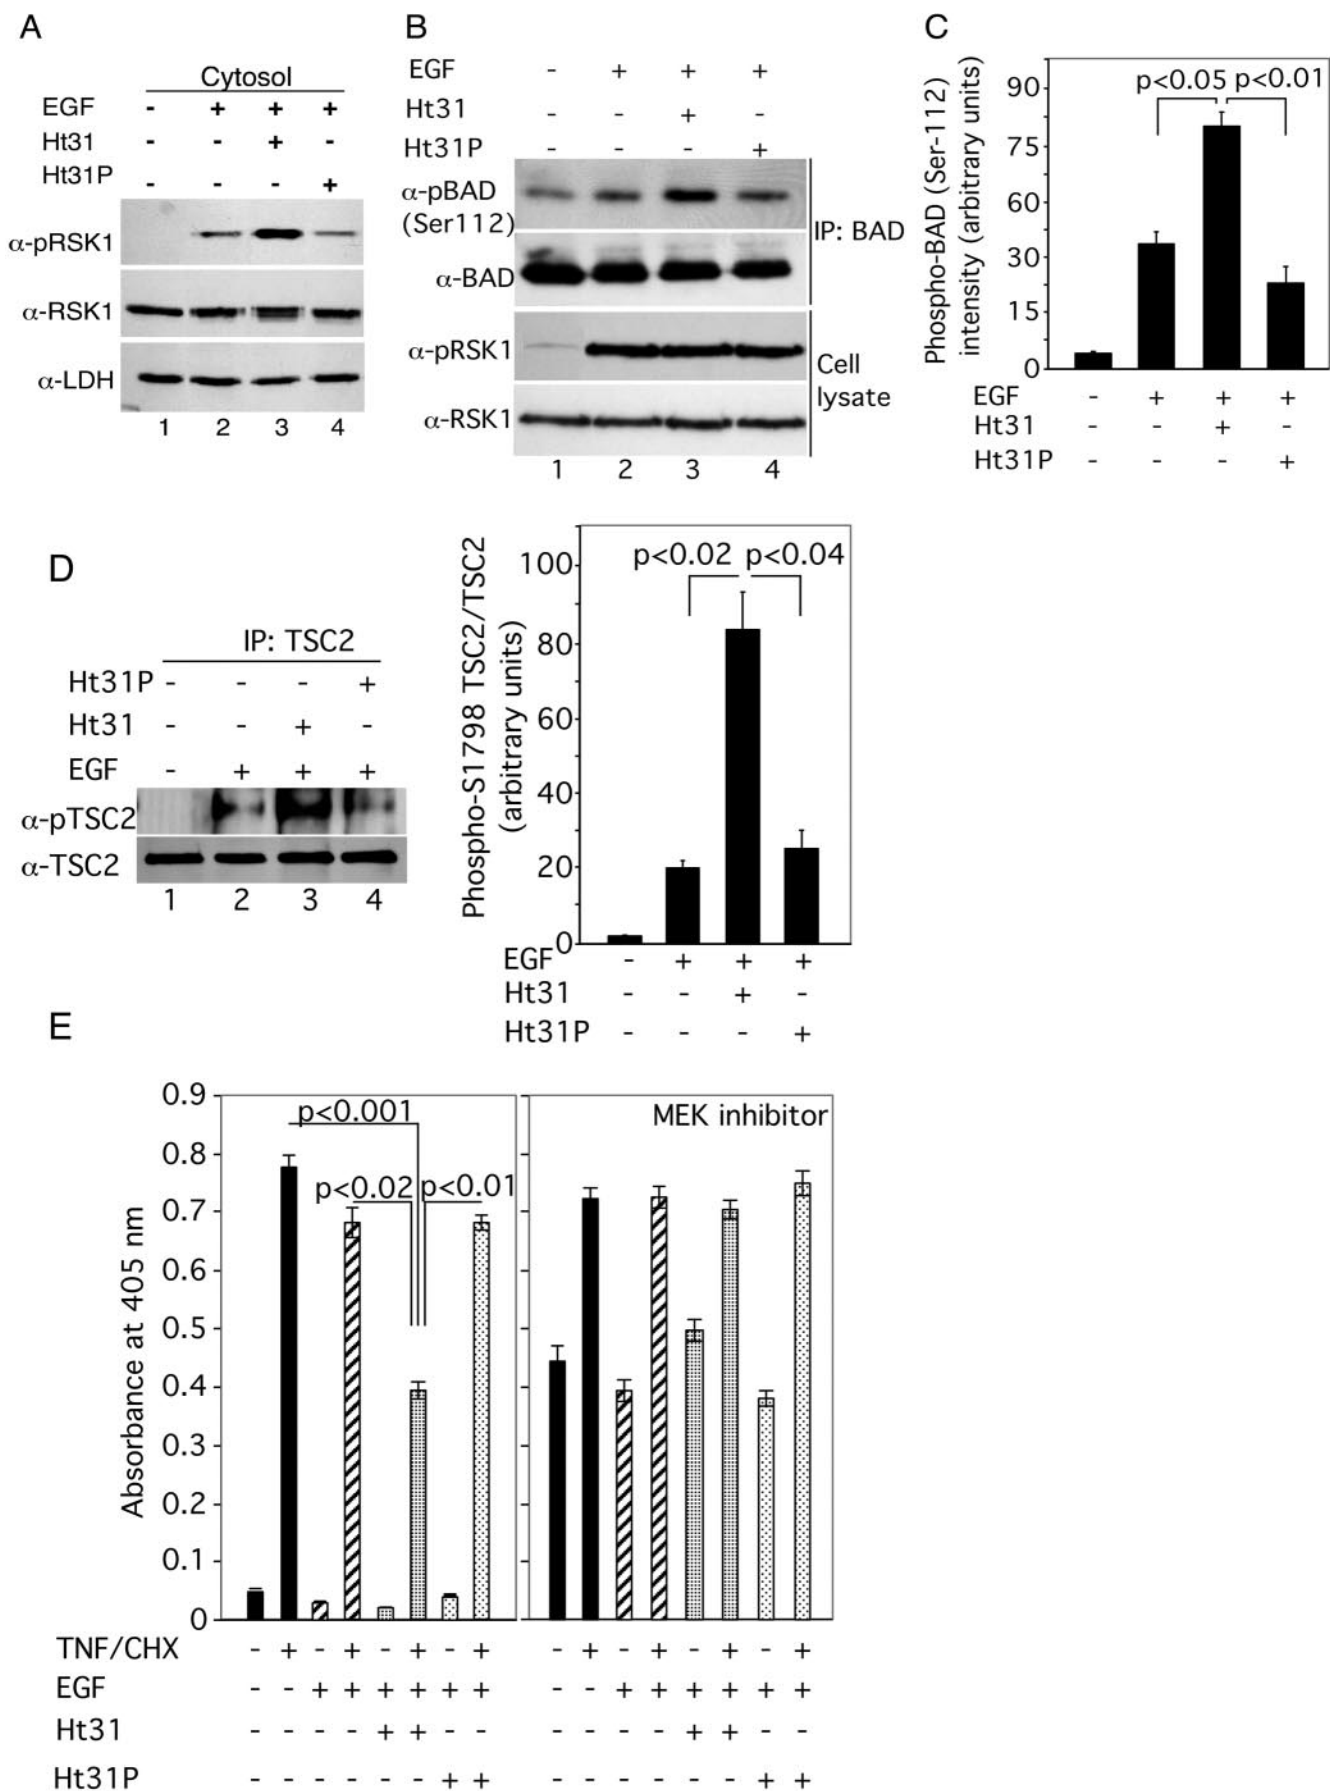 A
Cytosol
EGF - + + +
Ht31 - - + -
Ht31P - - - +
α-pRSK1
α-RSK1
α-LDH
1 2 3 4
B
EGF - + + +
Ht31 - - + -
Ht31P - - - +
α-pBAD
(Ser112)
α-BAD
IP: BAD
α-pRSK1
α-RSK1
Cell
lysate
1 2 3 4
C
Phospho-BAD (Ser-112)
intensity (arbitrary units)
90
75
60
30
15
0
p<0.05 p<0.01
EGF - + + +
Ht31 - - + -
Ht31P - - - +
D
IP: TSC2
Ht31P - - - +
Ht31 - - + -
EGF - + + +
α-pTSC2
α-TSC2
1 2 3 4
Phospho-S1798 TSC2/TSC2
(arbitrary units)
100
80
60
40
20
0
p<0.02 p<0.04
EGF - + + +
Ht31 - - + -
Ht31P - - - +
E
Absorbance at 405 nm
0.9
0.8
0.7
0.6
0.5
0.4
0.3
0.2
0.1
0
p<0.001
p<0.02 p<0.01
MEK inhibitor
TNF/CHX - + - + - + - + - + - + - + - +
EGF - - + + + + + + - - + + + + + +
Ht31 - - - - + + - - - - - - + + - -
Ht31P - - - - - - + + - - - - - - + +